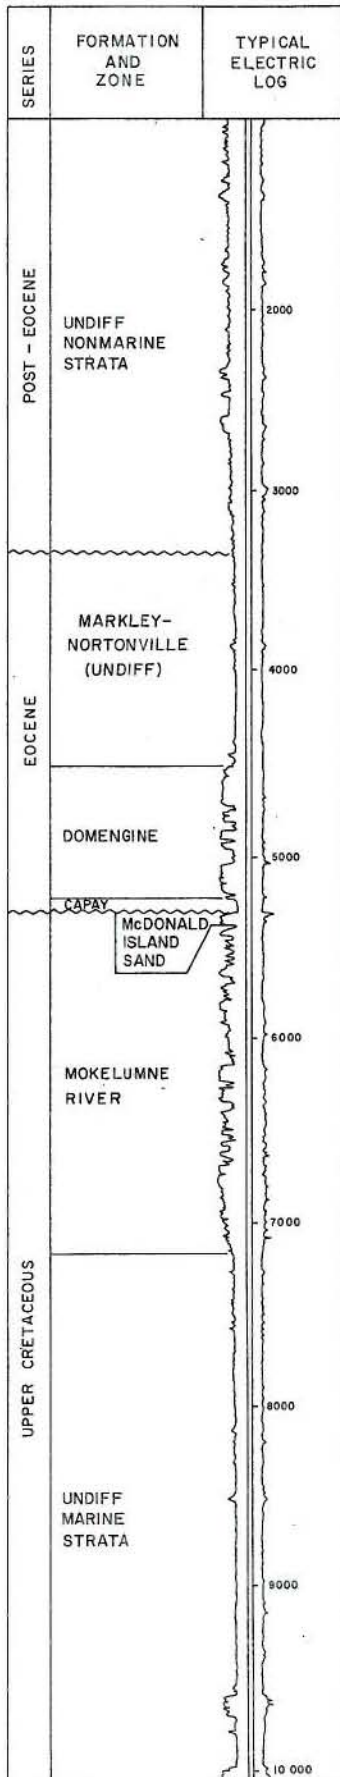 SERIES
FORMATION
AND
ZONE
TYPICAL
ELECTRIC
LOG
POST - EOCENE
UNDIFF
NONMARINE
STRATA
2000
3000
EOCENE
MARKLEY-
NORTONVILLE
(UNDIFF)
4000
DOMENGINE
5000
CAPAY
McDONALD
ISLAND
SAND
UPPER CRETACEOUS
6000
MOKELUMNE
RIVER
7000
8000
UNDIFF
MARINE
STRATA
9000
10 000